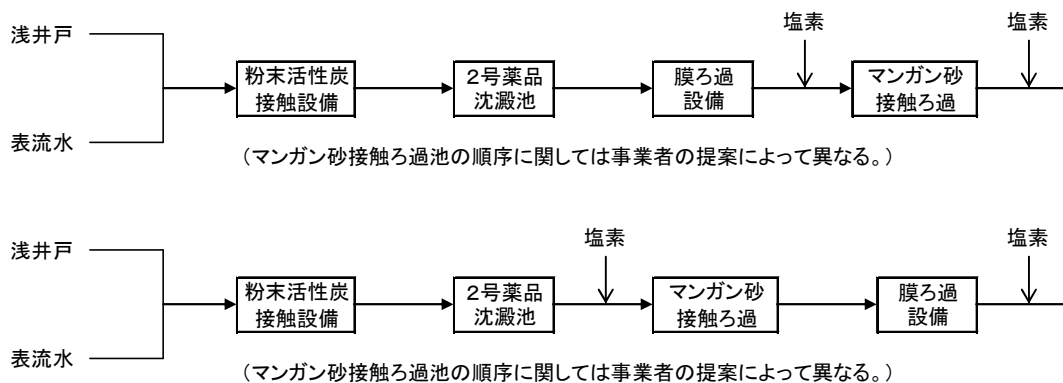 塩素
塩素
浅井戸
粉末活性炭
接触設備
２号薬品
沈澱池
膜ろ過
設備
マンガン砂
接触ろ過
表流水
（マンガン砂接触ろ過池の順序に関しては事業者の提案によって異なる。）
浅井戸
塩素
塩素
粉末活性炭
接触設備
２号薬品
沈澱池
マンガン砂
接触ろ過
膜ろ過
設備
表流水
（マンガン砂接触ろ過池の順序に関しては事業者の提案によって異なる。）